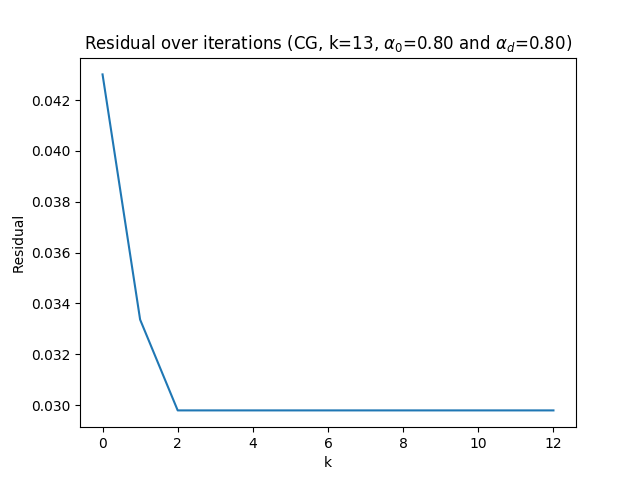 Residual over iterations (CG, k=13, α₀=0.80 and α_d=0.80)
0.042
0.040
0.038
0.036
0.034
0.032
0.030
Residual
0 2 4 6 8 10 12
k